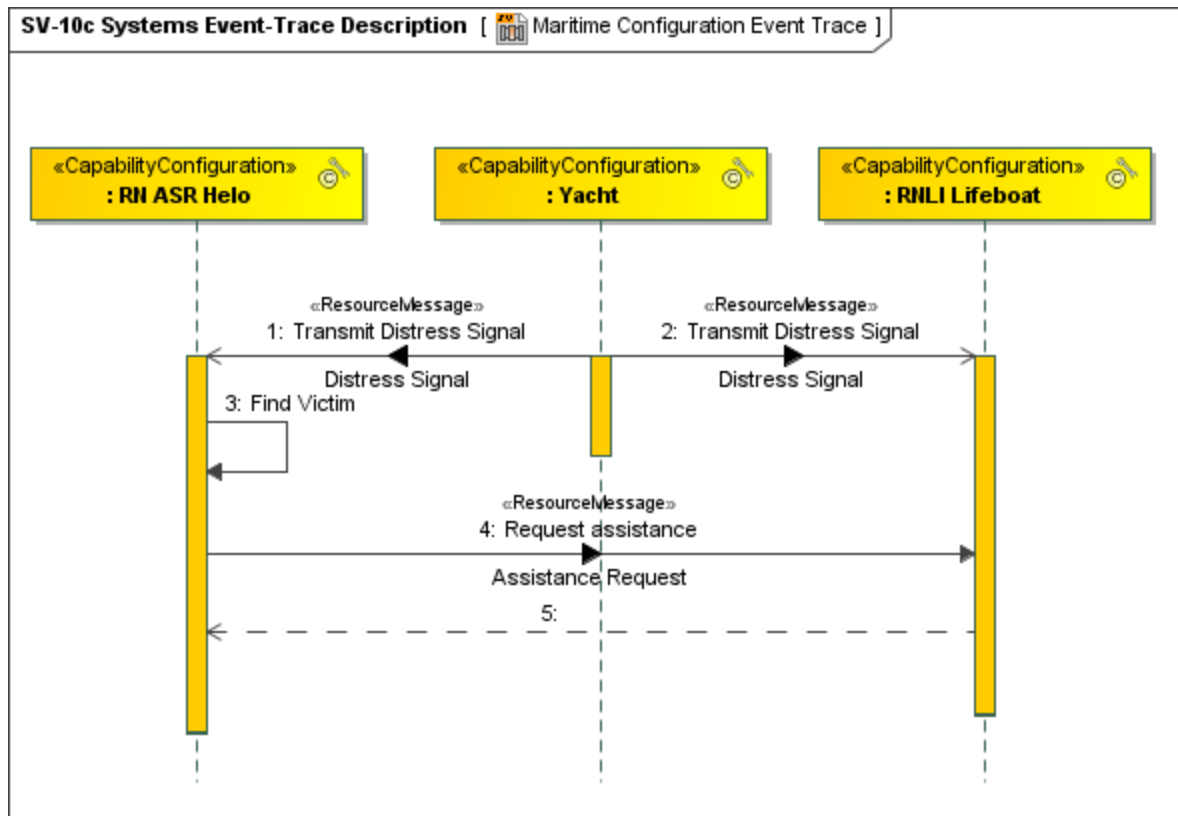 SV-10c Systems Event-Trace Description [ SV Maritime Configuration Event Trace ]
«CapabilityConfiguration» ©
: RN ASR Helo
«CapabilityConfiguration» ©
: Yacht
«CapabilityConfiguration» ©
: RNLI Lifeboat
«ResourceMessage»
1: Transmit Distress Signal
Distress Signal
«ResourceMessage»
2: Transmit Distress Signal
Distress Signal
3: Find Victim
«ResourceMessage»
4: Request assistance
Assistance Request
5: